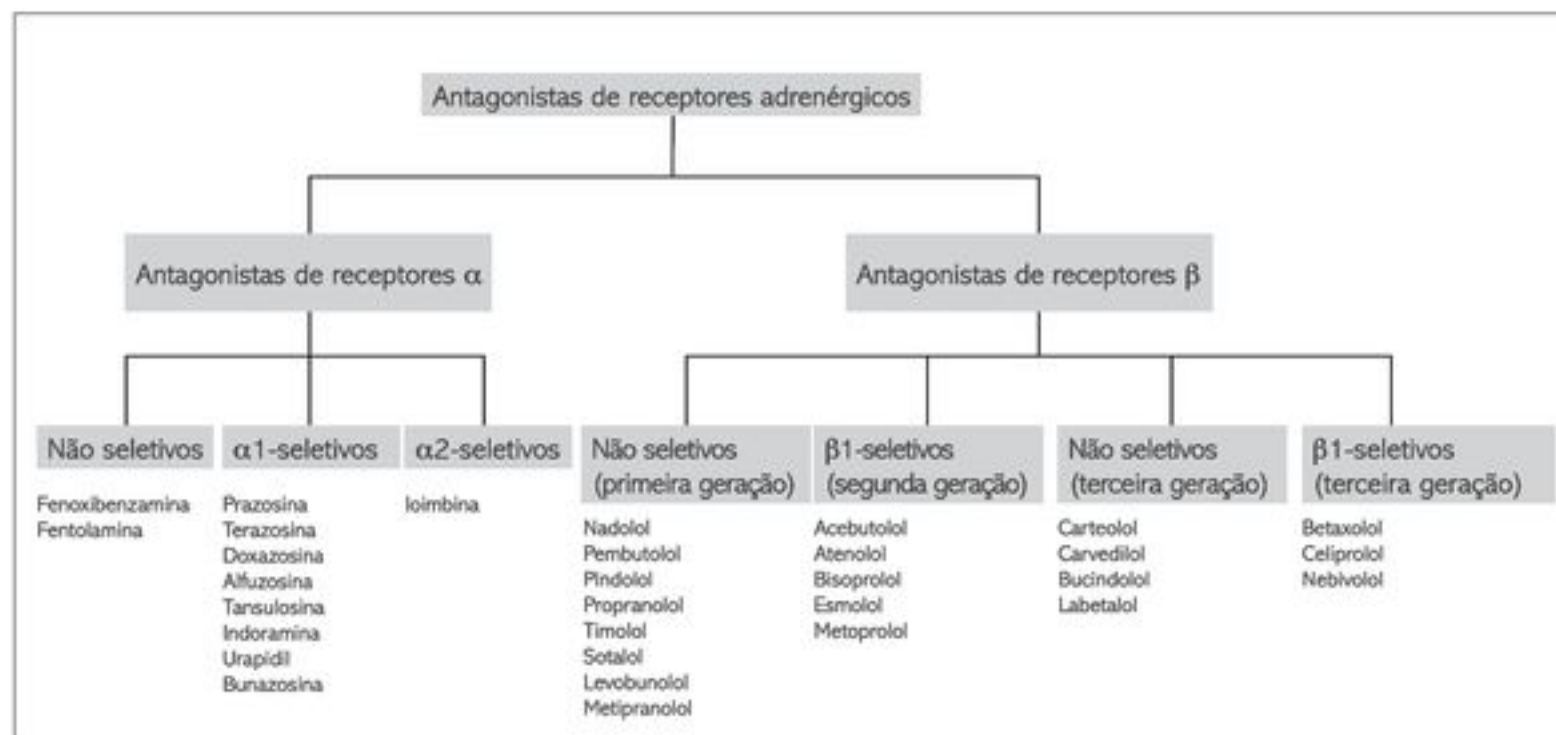 Antagonistas de receptores adrenérgicos
Antagonistas de receptores α
Antagonistas de receptores β
Não seletivos
Fenoxibenzamina
Fentolamina
α1-seletivos
Prazosina
Terazosina
Doxazosina
Alfuzosina
Tansulosina
Indoramina
Urapidil
Bunazosina
α2-seletivos
Ioimbina
Não seletivos
(primeira geração)
Nadolol
Pembutolol
Pindolol
Propranolol
Timolol
Sotalol
Levobunolol
Metipranolol
β1-seletivos
(segunda geração)
Acebutolol
Atenolol
Bisoprolol
Esmolol
Metoprolol
Não seletivos
(terceira geração)
Carteolol
Carvedilol
Bucindolol
Labetalol
β1-seletivos
(terceira geração)
Betaxolol
Celiprolol
Nebivolol